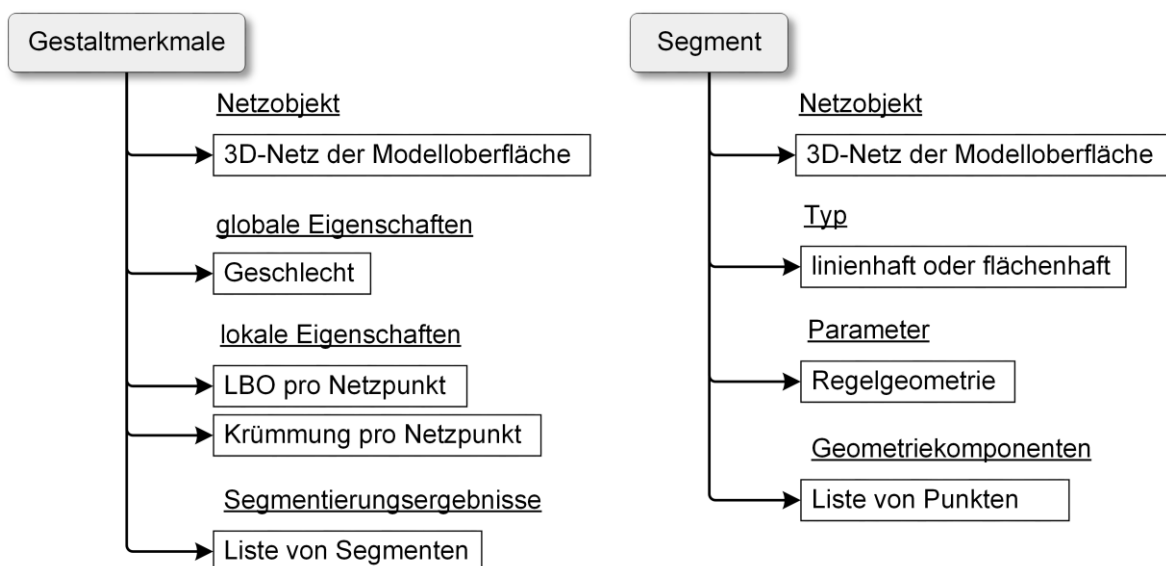 Gestaltmerkmale
Netzobjekt
3D-Netz der Modelloberfläche
globale Eigenschaften
Geschlecht
lokale Eigenschaften
LBO pro Netzpunkt
Krümmung pro Netzpunkt
Segmentierungsergebnisse
Liste von Segmenten
Segment
Netzobjekt
3D-Netz der Modelloberfläche
Typ
linienhaft oder flächenhaft
Parameter
Regelgeometrie
Geometriekomponenten
Liste von Punkten